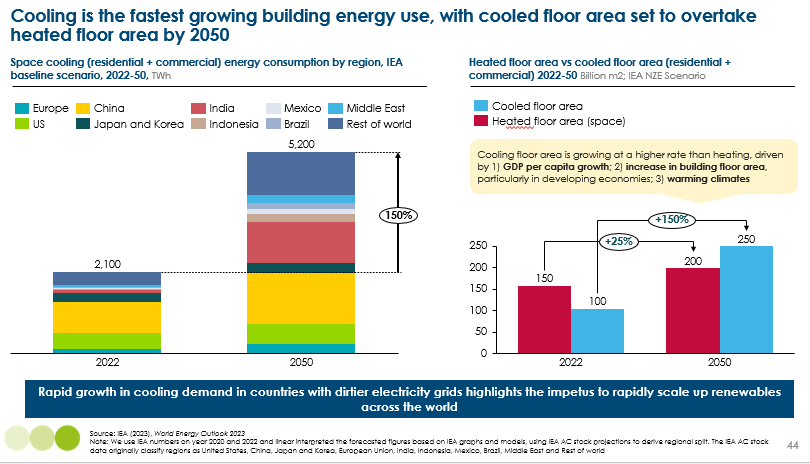 Cooling is the fastest growing building energy use, with cooled floor area set to overtake
heated floor area by 2050
Space cooling (residential + commercial) energy consumption by region, IEA
baseline scenario, 2022-50, TWh
Europe China India Mexico Middle East
US Japan and Korea Indonesia Brazil Rest of world
5,200
150%
2,100
2022 2050
Heated floor area vs cooled floor area (residential +
commercial) 2022-50 Billion m2; IEA NZE Scenario
Cooled floor area
Heated floor area (space)
Cooling floor area is growing at a higher rate than heating, driven
by 1) GDP per capita growth; 2) increase in building floor area,
particularly in developing economies; 3) warming climates
+150%
+25%
250
200
150
100
50
0
150
100
200
250
2022 2050
Rapid growth in cooling demand in countries with dirtier electricity grids highlights the impetus to rapidly scale up renewables
across the world
Source: IEA (2023), World Energy Outlook 2023
Note: We use IEA numbers on year 2020 and 2022 and linear interpreted the forecasted figures based on IEA graphs and models, using IEA AC stock projections to derive regional split. The IEA AC stock
data originally classify regions as United States, China, Japan and Korea, European Union, India, Indonesia, Mexico, Brazil, Middle East and Rest of world
44